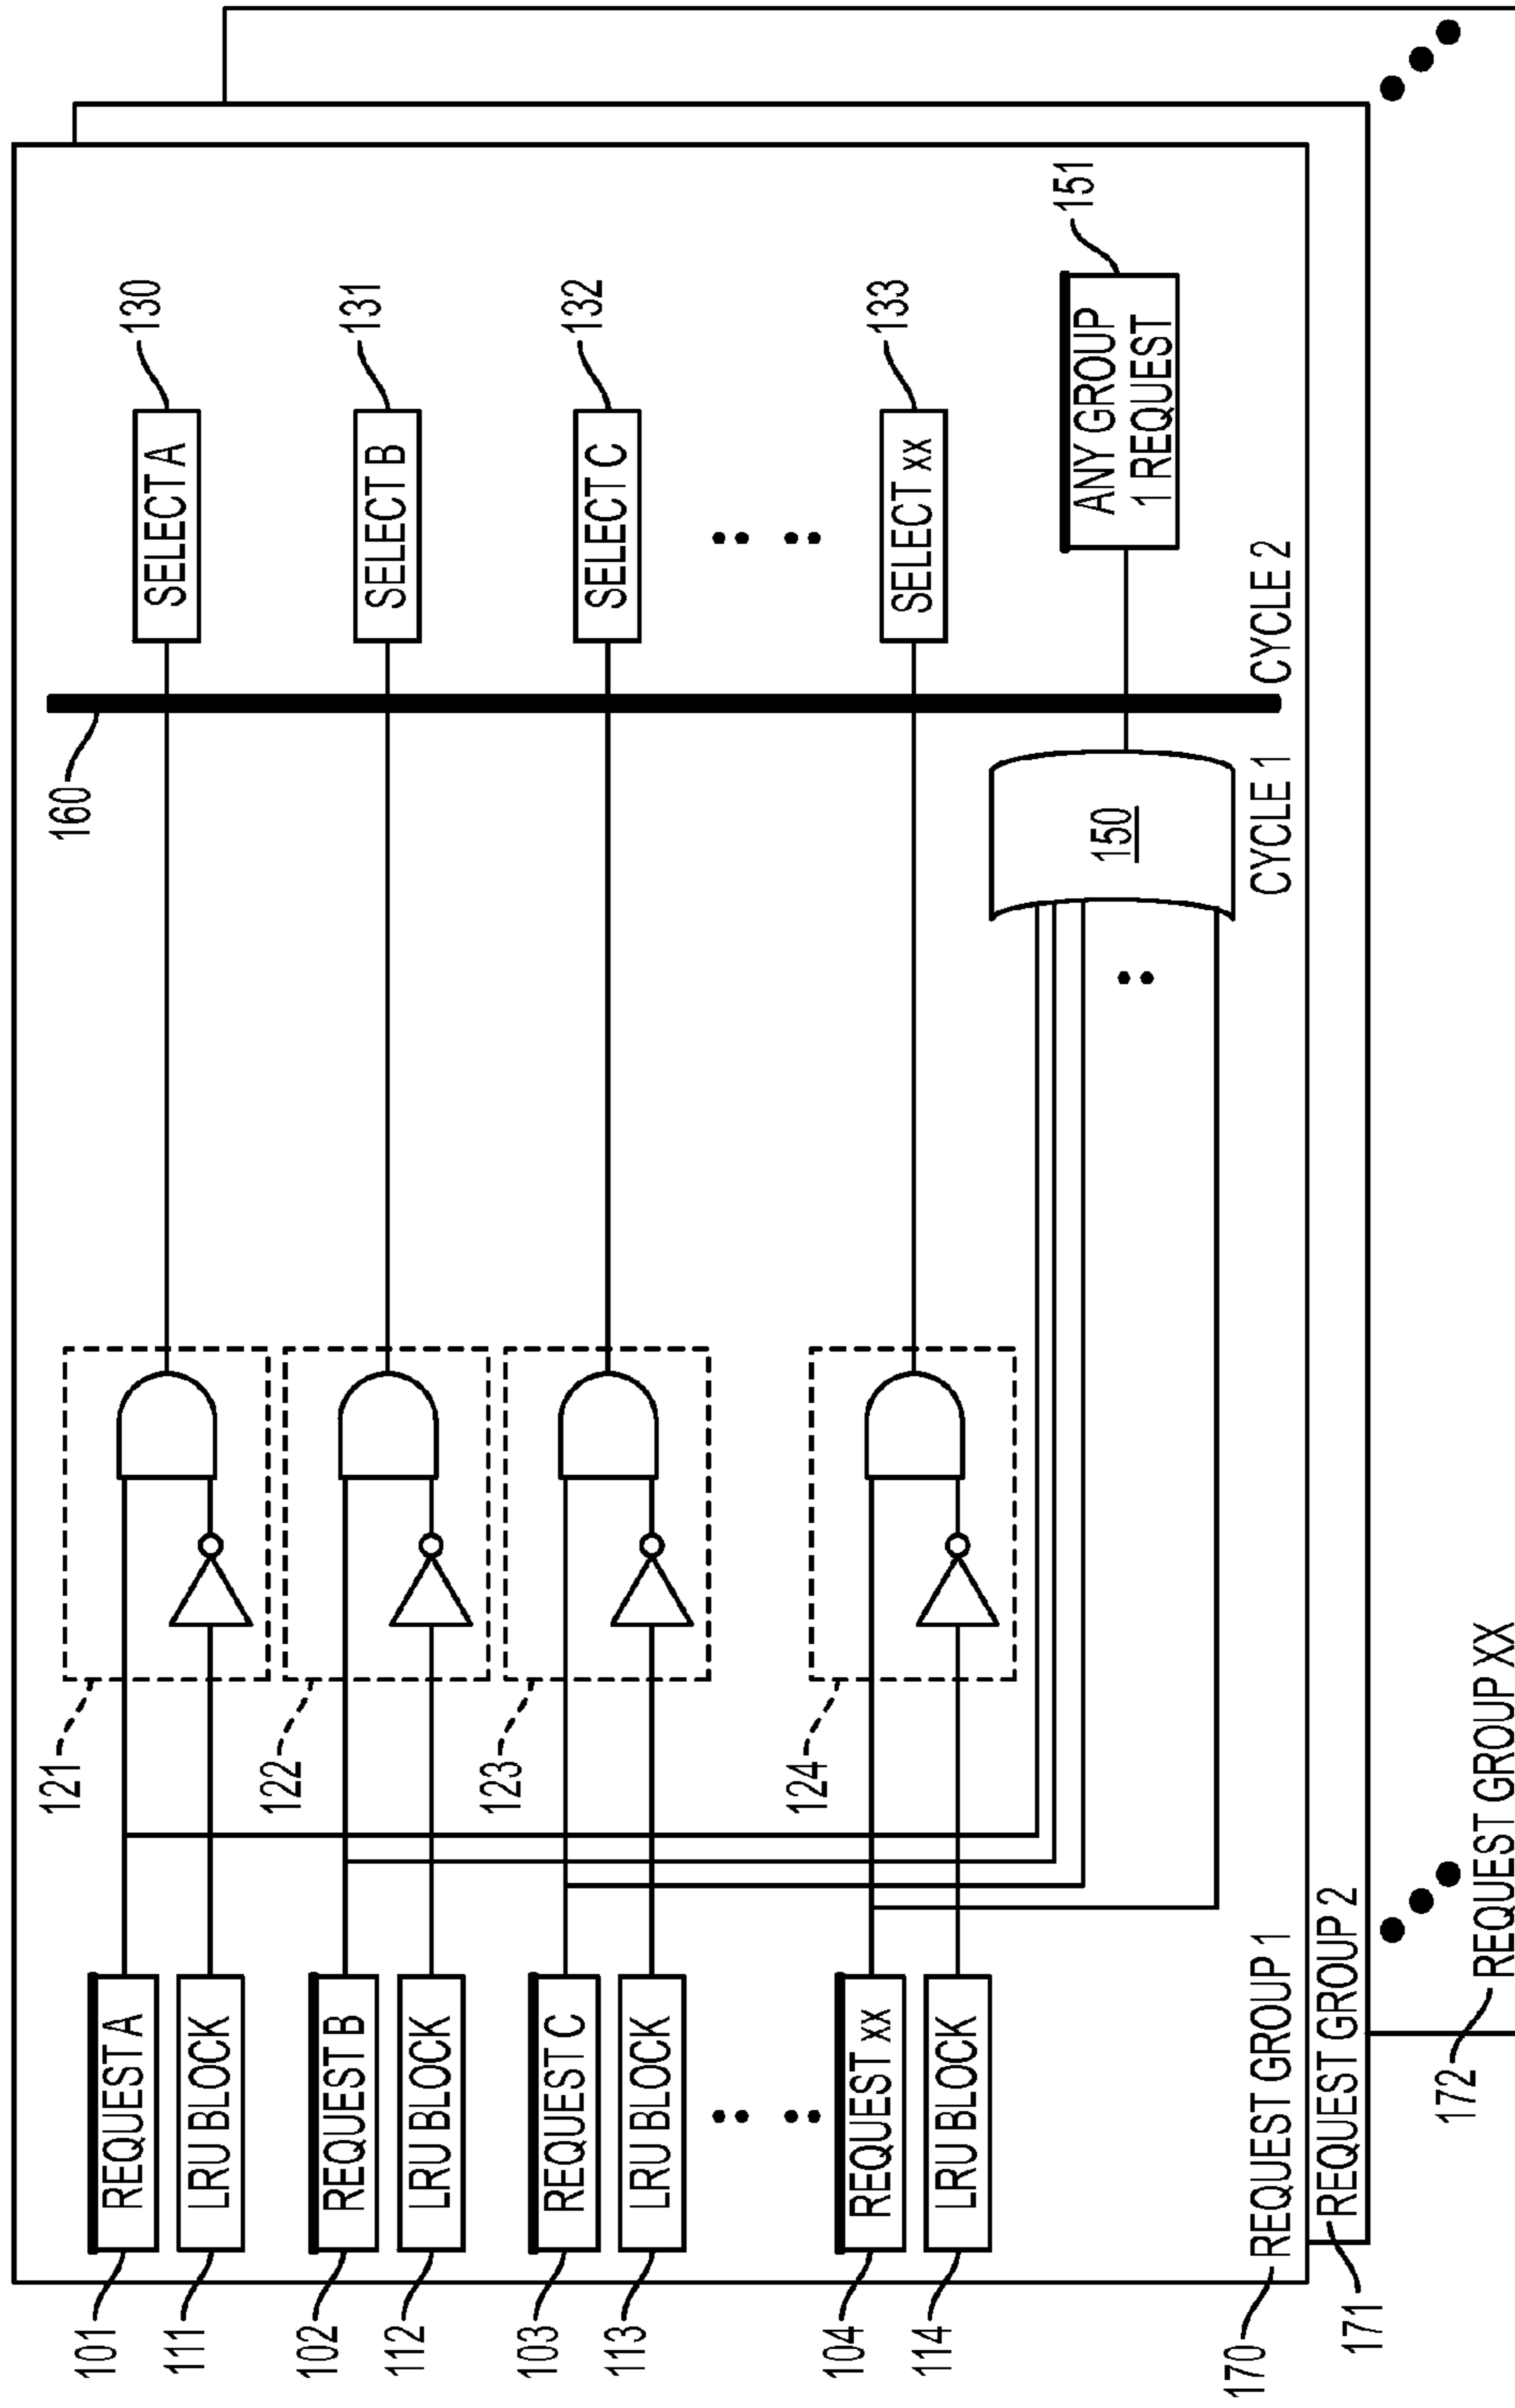 101
REQUEST A
111
LRU BLOCK
121
SELECT A
130
102
REQUEST B
112
LRU BLOCK
122
SELECT B
131
103
REQUEST C
113
LRU BLOCK
123
SELECT C
132
104
REQUEST xx
114
LRU BLOCK
124
SELECT xx
133
160
150
ANY GROUP
1 REQUEST
151
CYCLE 1
CYCLE 2
170
REQUEST GROUP 1
171
REQUEST GROUP 2
172
REQUEST GROUP XX